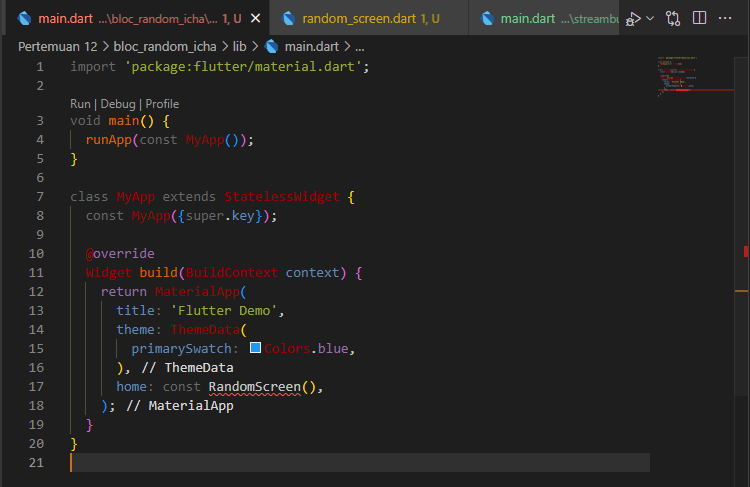 main.dart ...\bloc_random_icha\... 1, U
random_screen.dart 1, U
main.dart ...\streambu
Pertemuan 12 > bloc_random_icha > lib > main.dart > ...
1 import 'package:flutter/material.dart';
2
Run | Debug | Profile
3 void main() {
4 runApp(const MyApp());
5 }
6
7 class MyApp extends StatelessWidget {
8 const MyApp({super.key});
9
10 @override
11 Widget build(BuildContext context) {
12 return MaterialApp(
13 title: 'Flutter Demo',
14 theme: ThemeData(
15 primarySwatch: Colors.blue,
16 ), // ThemeData
17 home: const RandomScreen(),
18 ); // MaterialApp
19 }
20 }
21